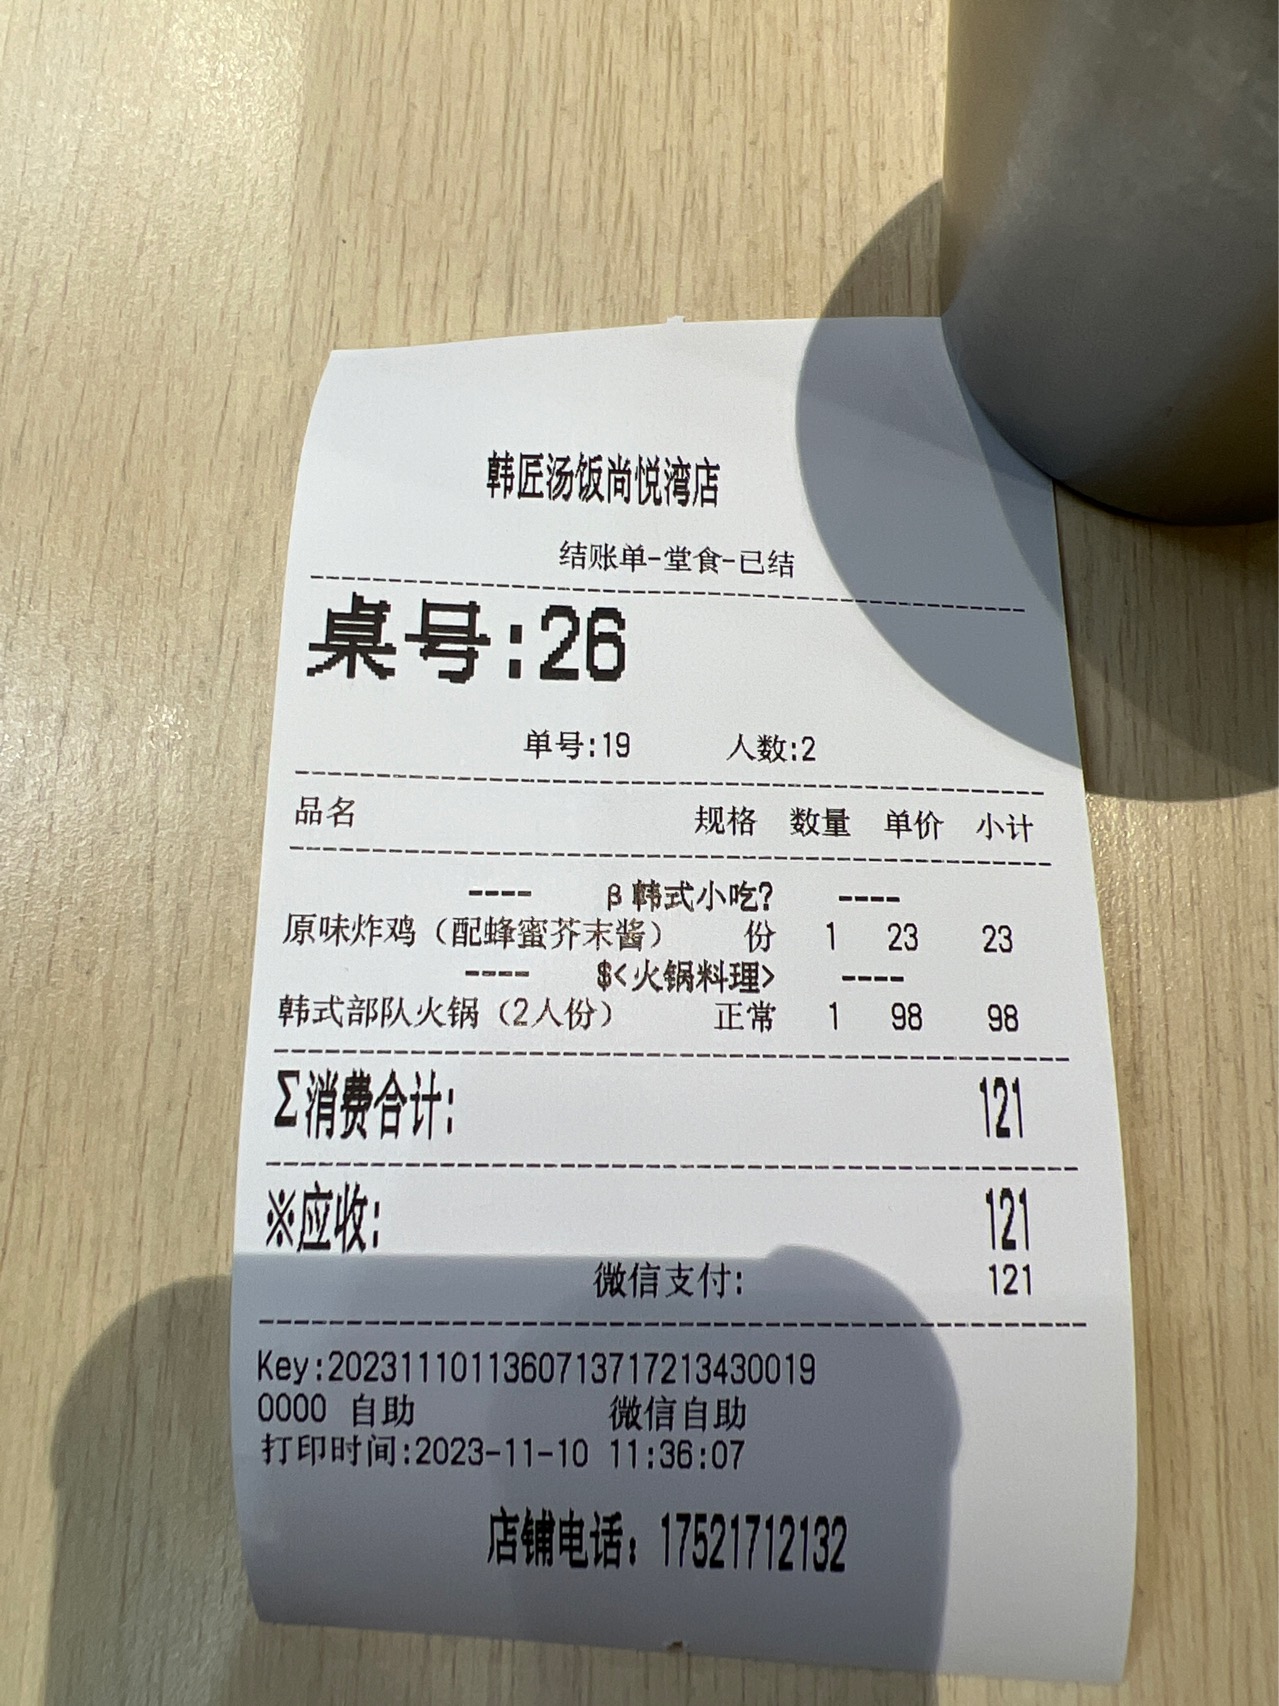 韩匠汤饭尚悦湾店
结账单-堂食-已结
桌号:26
单号:19 人数:2
品名 规格 数量 单价 小计
---- β韩式小吃? ----
原味炸鸡（配蜂蜜芥末酱） 份 1 23 23
---- $<火锅料理> ----
韩式部队火锅（2人份） 正常 1 98 98
Σ消费合计: 121
※应收: 121
微信支付: 121
Key:20231110113607137172134300​19
0000 自助 微信自助
打印时间:2023-11-10 11:36:07
店铺电话：17521712132